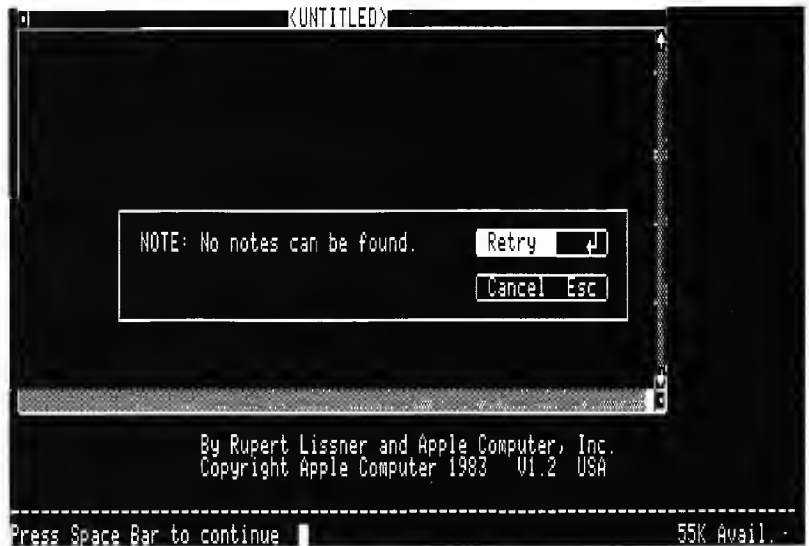 <UNTITLED>
NOTE: No notes can be found.
Retry
Cancel Esc
By Rupert Lissner and Apple Computer, Inc.
Copyright Apple Computer 1983 V1.2 USA
Press Space Bar to continue
55K Avail.